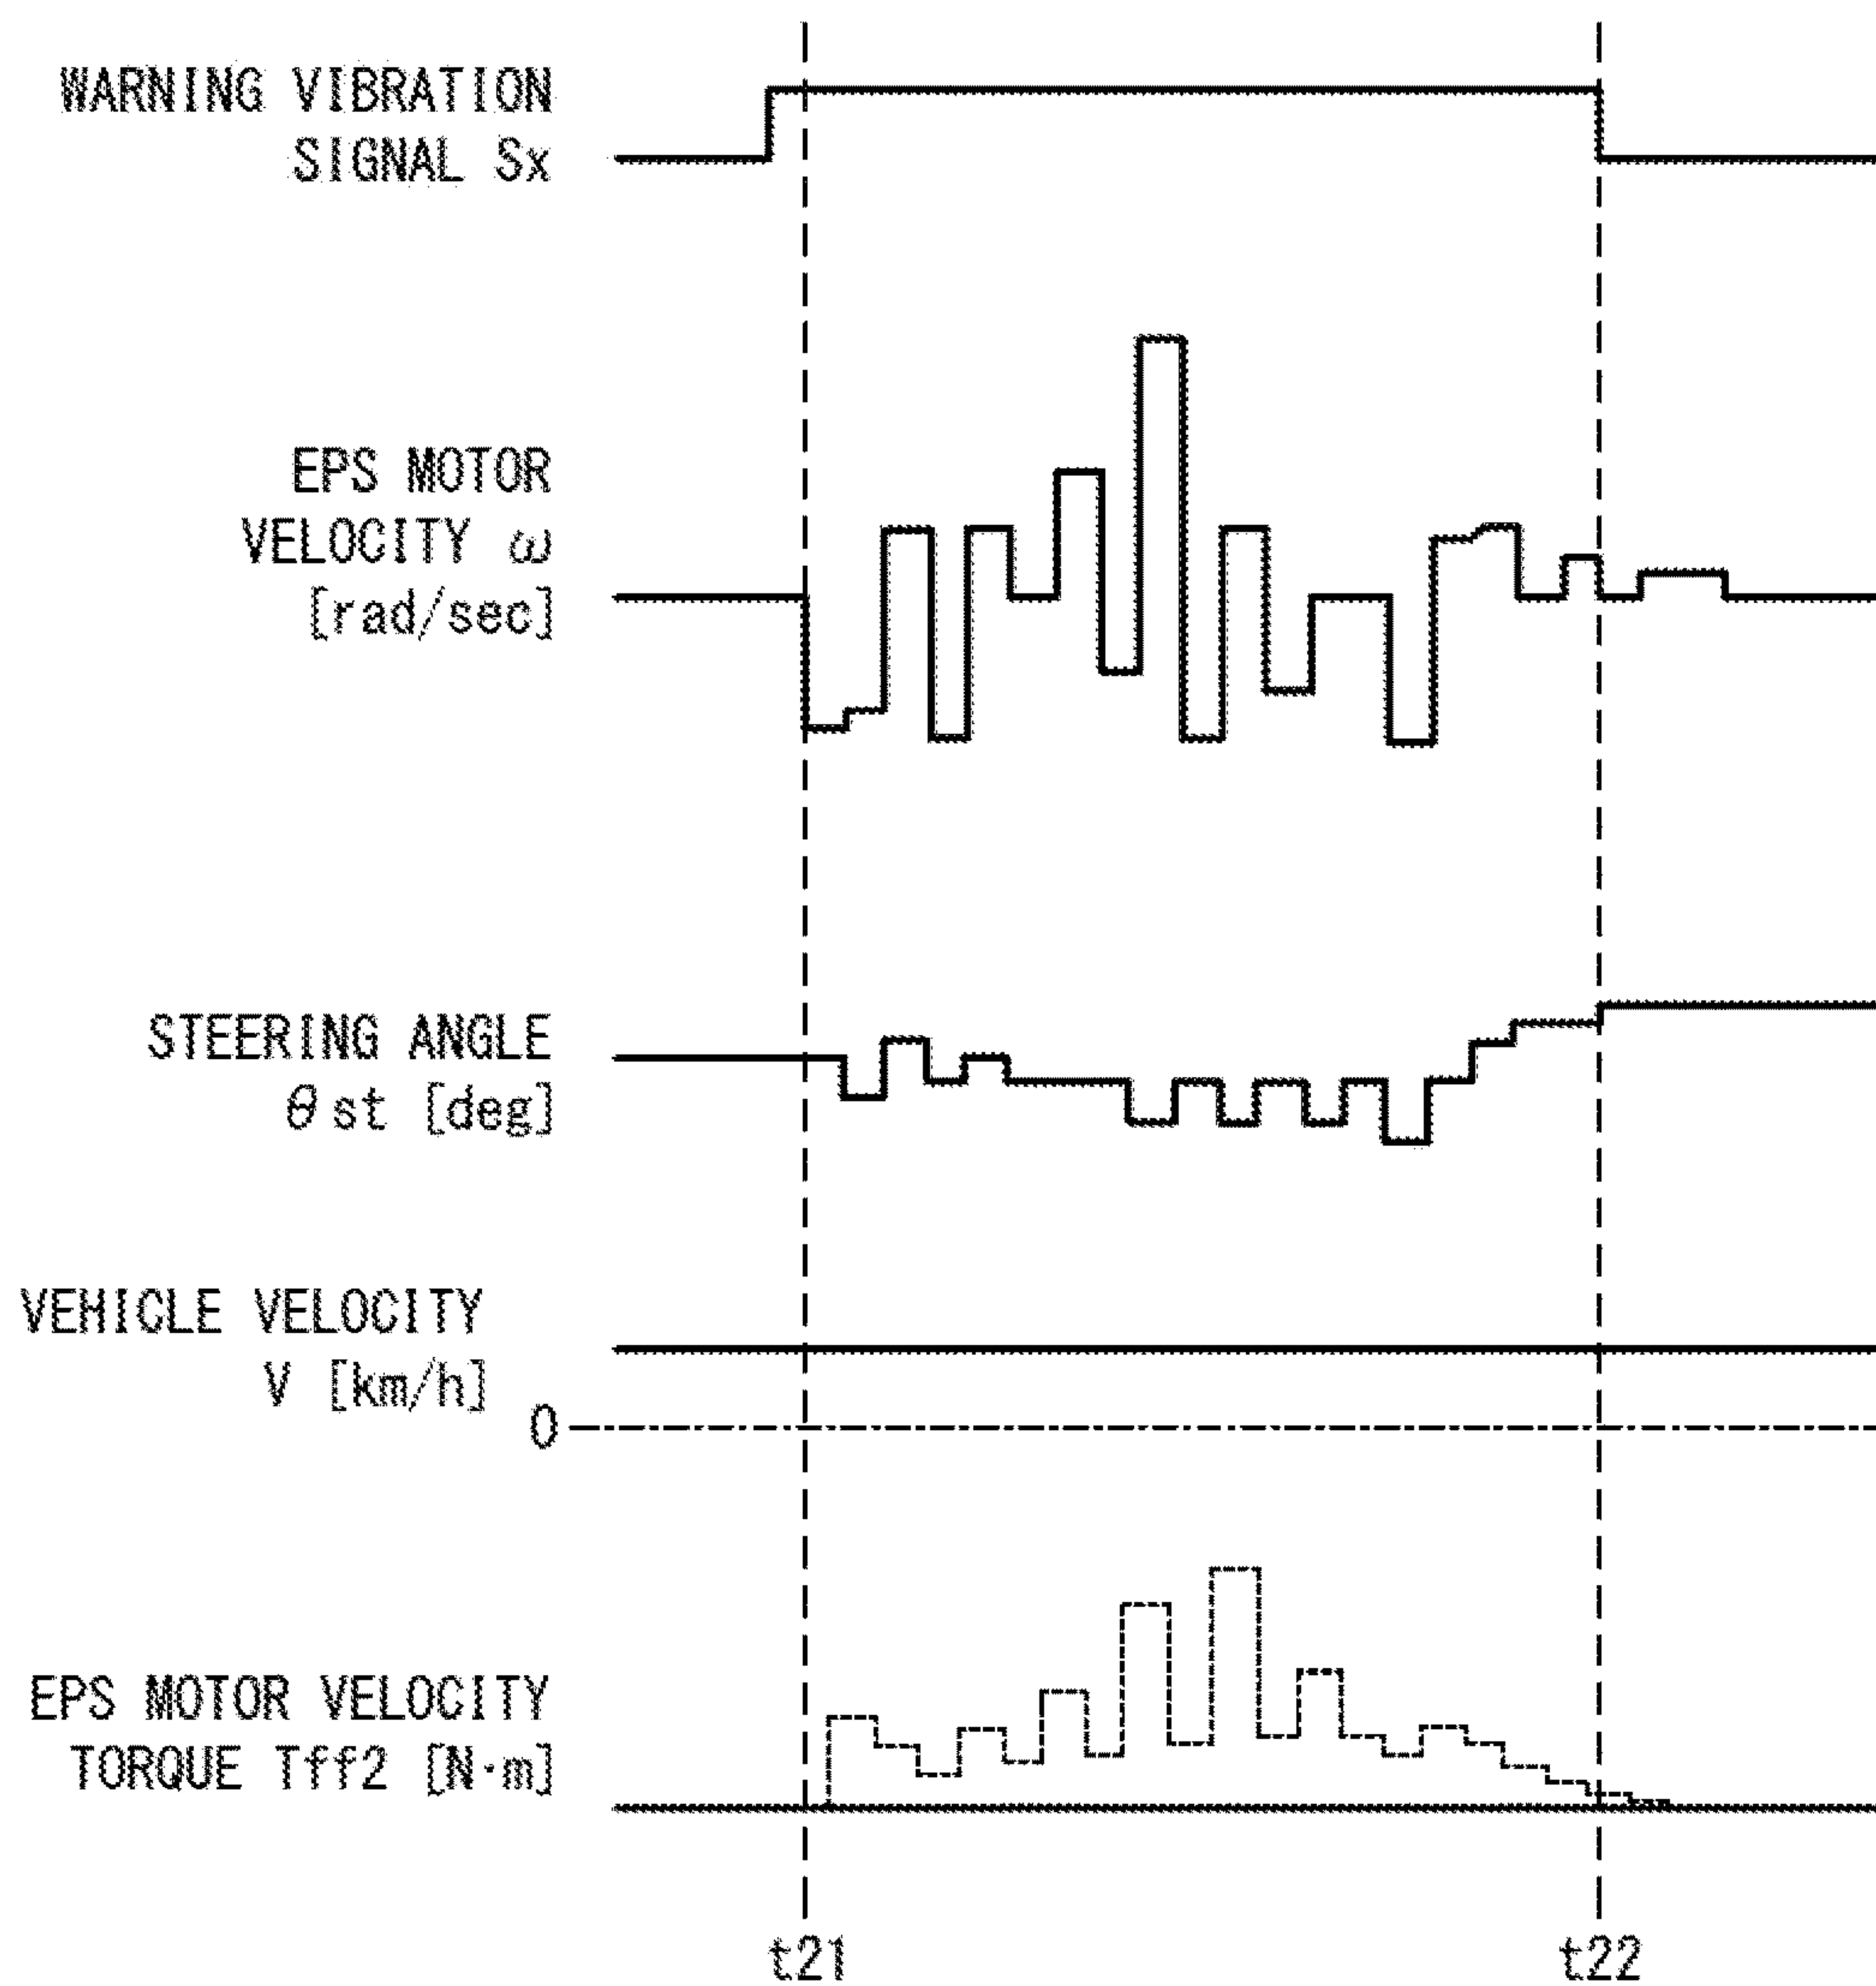 WARNING VIBRATION
SIGNAL Sx
EPS MOTOR
VELOCITY ω
[rad/sec]
STEERING ANGLE
θst [deg]
VEHICLE VELOCITY
V [km/h]
0
EPS MOTOR VELOCITY
TORQUE Tff2 [N·m]
t21
t22